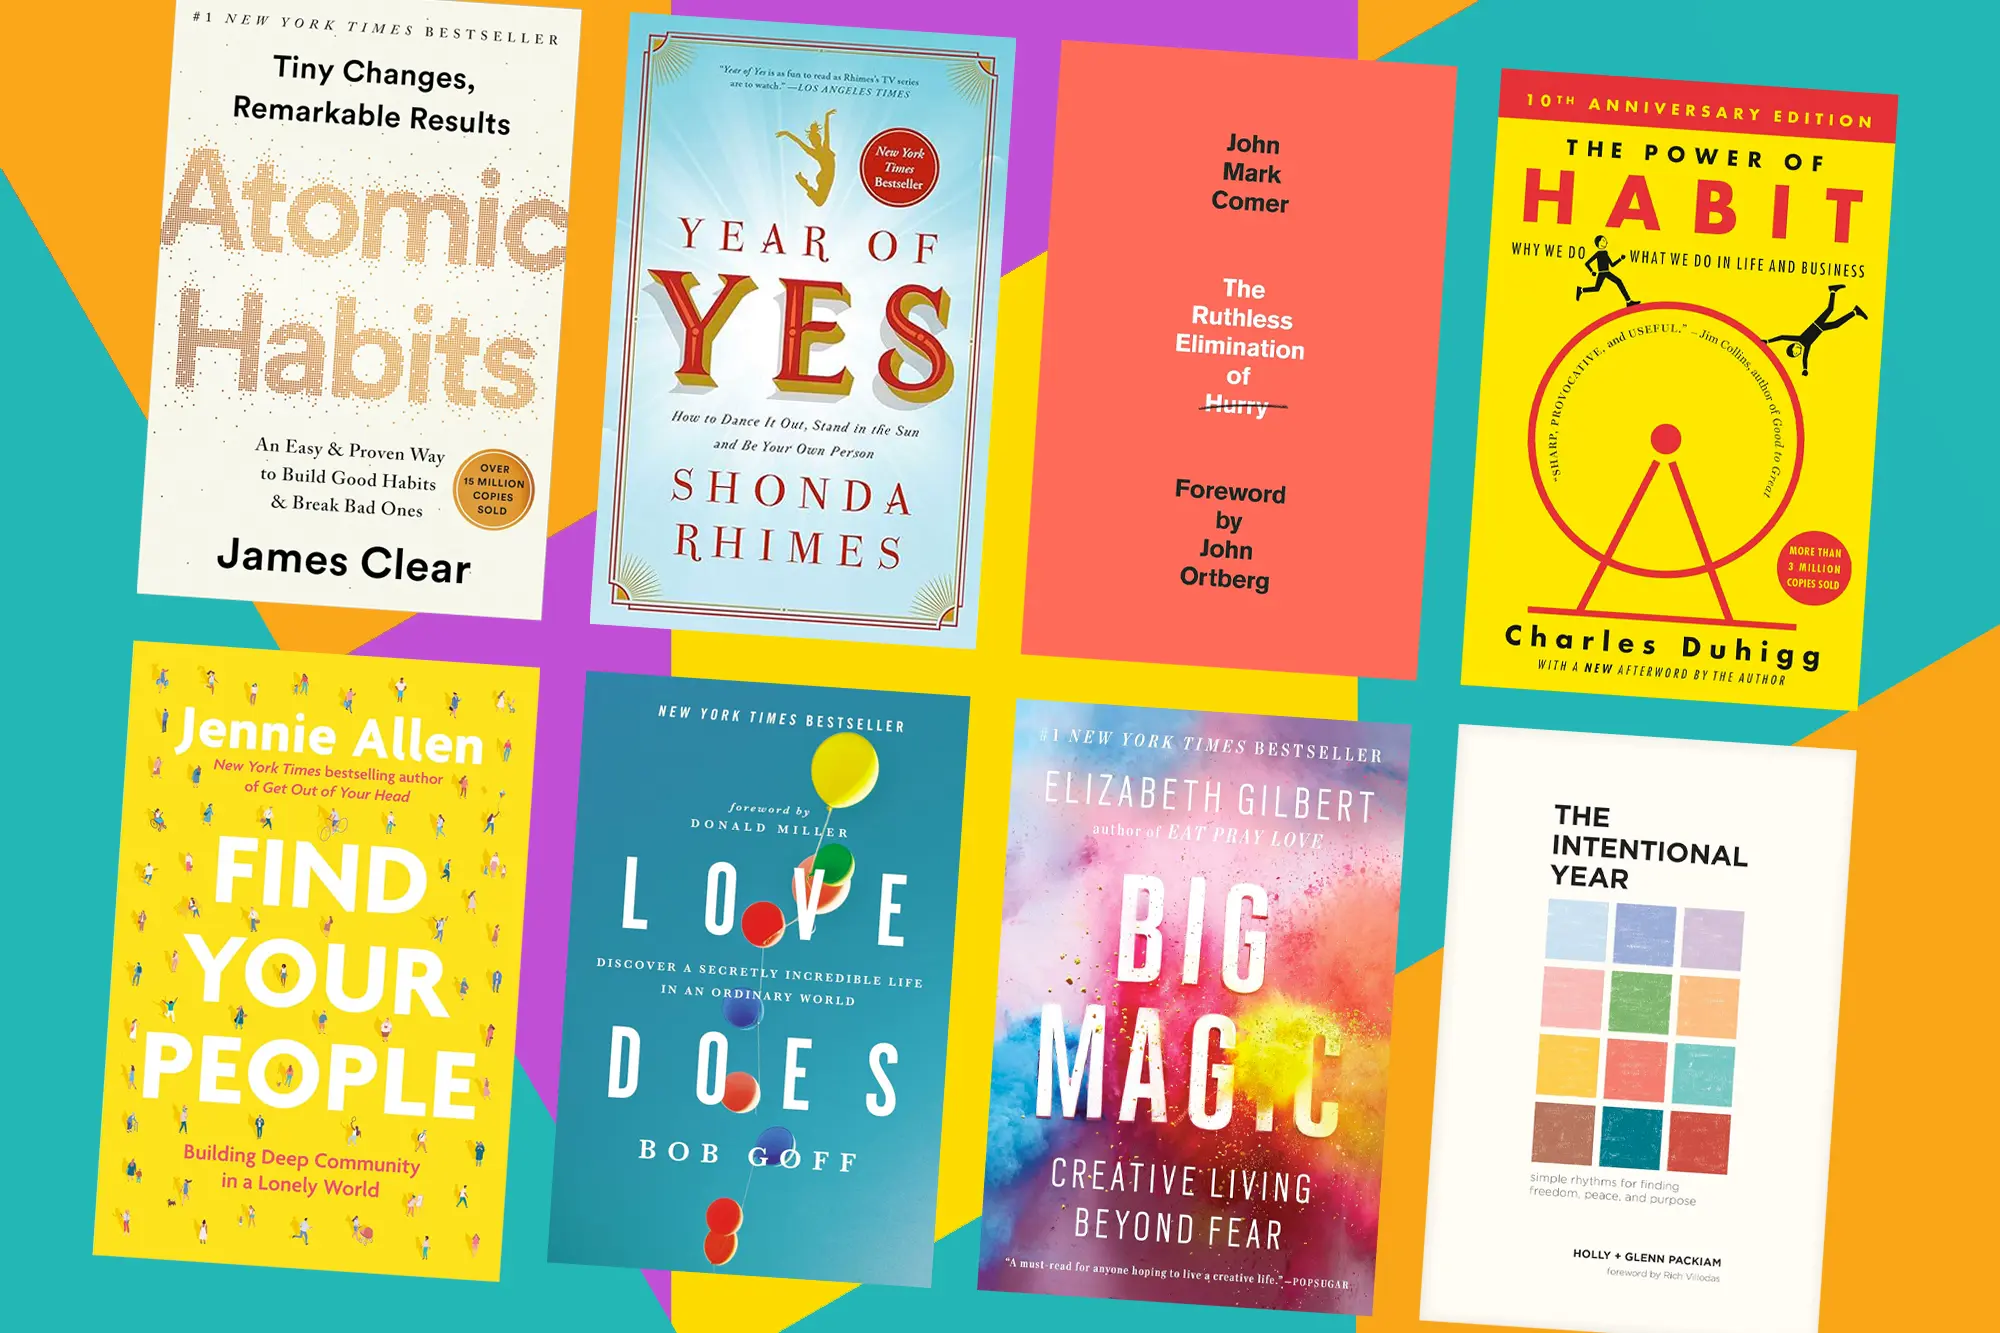 #1 NEW YORK TIMES BESTSELLER
Tiny Changes,
Remarkable Results
Atomic
Habits
An Easy & Proven Way
to Build Good Habits
& Break Bad Ones
OVER
15 MILLION
COPIES
SOLD
James Clear
"Year of Yes is as fun to read as Rhimes's TV series
are to watch." —LOS ANGELES TIMES
New York
Times
Bestseller
YEAR OF
YES
How to Dance It Out, Stand in the Sun
and Be Your Own Person
SHONDA
RHIMES
John
Mark
Comer
The
Ruthless
Elimination
of
Hurry
Foreword
by
John
Ortberg
10TH ANNIVERSARY EDITION
THE POWER OF
HABIT
WHY WE DO WHAT WE DO IN LIFE AND BUSINESS
"SHARP, PROVOCATIVE, and USEFUL." – Jim Collins, author of Good to Great
MORE THAN
3 MILLION
COPIES SOLD
Charles Duhigg
WITH A NEW AFTERWORD BY THE AUTHOR
Jennie Allen
New York Times bestselling author
of Get Out of Your Head
FIND
YOUR
PEOPLE
Building Deep Community
in a Lonely World
NEW YORK TIMES BESTSELLER
foreword by
DONALD MILLER
LOVE
DISCOVER A SECRETLY INCREDIBLE LIFE
IN AN ORDINARY WORLD
DOES
BOB GOFF
#1 NEW YORK TIMES BESTSELLER
ELIZABETH GILBERT
author of EAT PRAY LOVE
BIG
MAGIC
CREATIVE LIVING
BEYOND FEAR
"A must-read for anyone hoping to live a creative life."—POPSUGAR
THE
INTENTIONAL
YEAR
simple rhythms for finding
freedom, peace, and purpose
HOLLY + GLENN PACKIAM
foreword by Rich Villodas